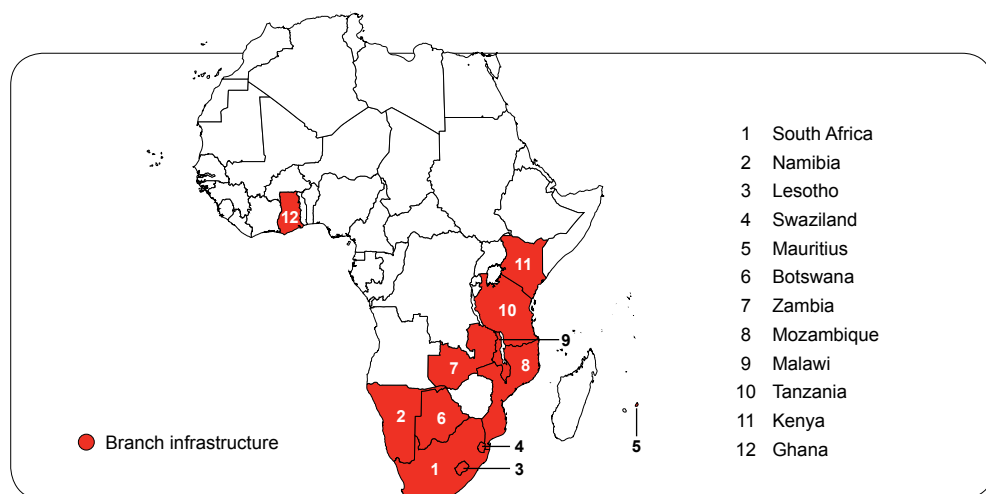 12
11
10
9
7
8
2
6
5
4
1
3
Branch infrastructure
1 South Africa
2 Namibia
3 Lesotho
4 Swaziland
5 Mauritius
6 Botswana
7 Zambia
8 Mozambique
9 Malawi
10 Tanzania
11 Kenya
12 Ghana